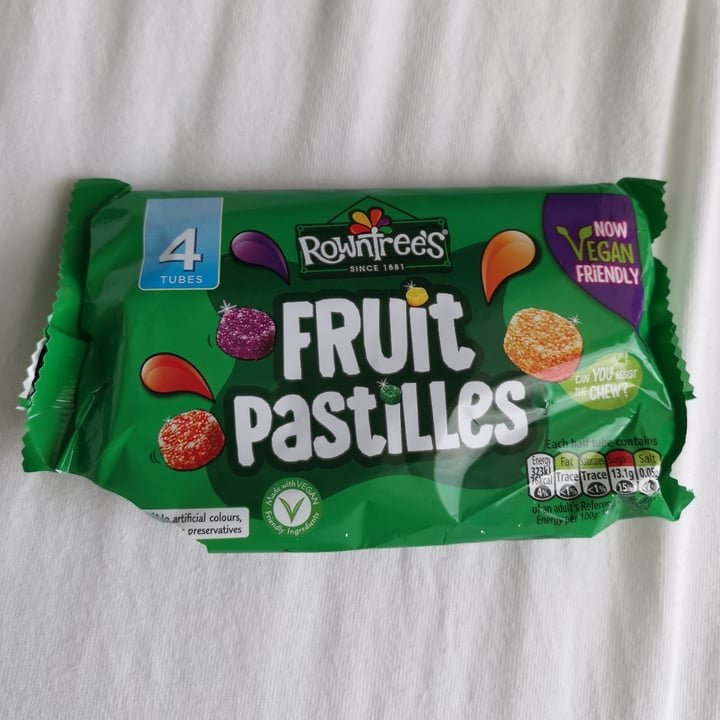 4
TUBES
Rowntree's
SINCE 1881
NOW
VEGAN
FRiENDLY
FRUit
PastiLLes
CAN YOU RESIST
THE CHEW?
Each half tube contains
Energy Fat Saturates Sugars Salt
323kJ Trace Trace 13.1g 0.05g
76kcal
4% <1% <1% 15%
of an adult's Reference
Energy per 100g
Made with VEGAN
Friendly Ingredients
No artificial colours,
preservatives